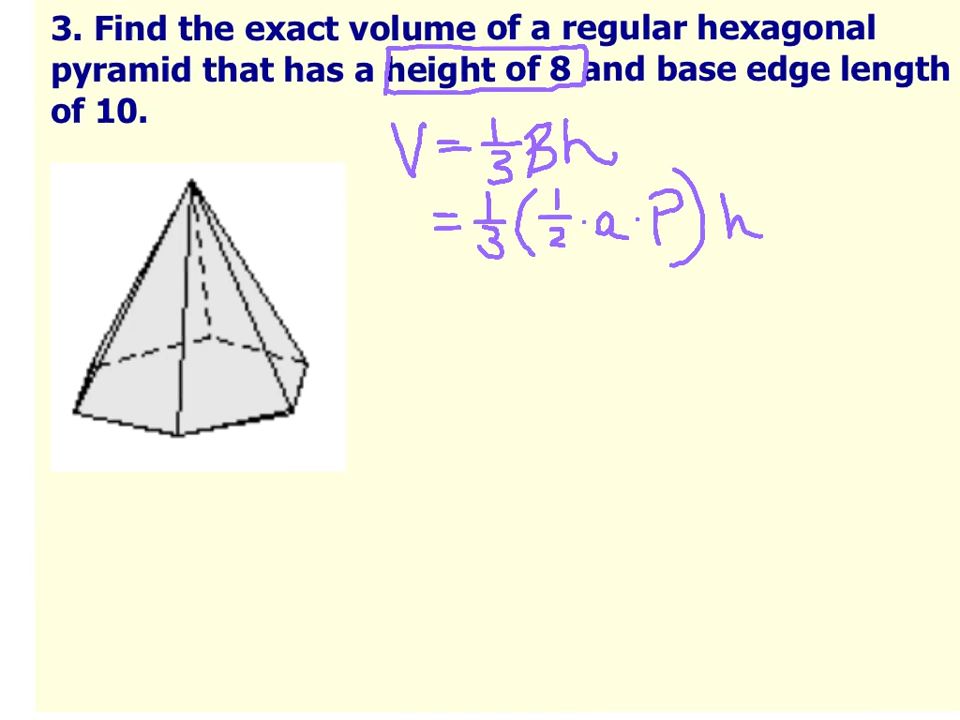 3. Find the exact volume of a regular hexagonal
pyramid that has a height of 8 and base edge length
of 10.
V = 1/3 Bh
= 1/3 (1/2 · a · P) h